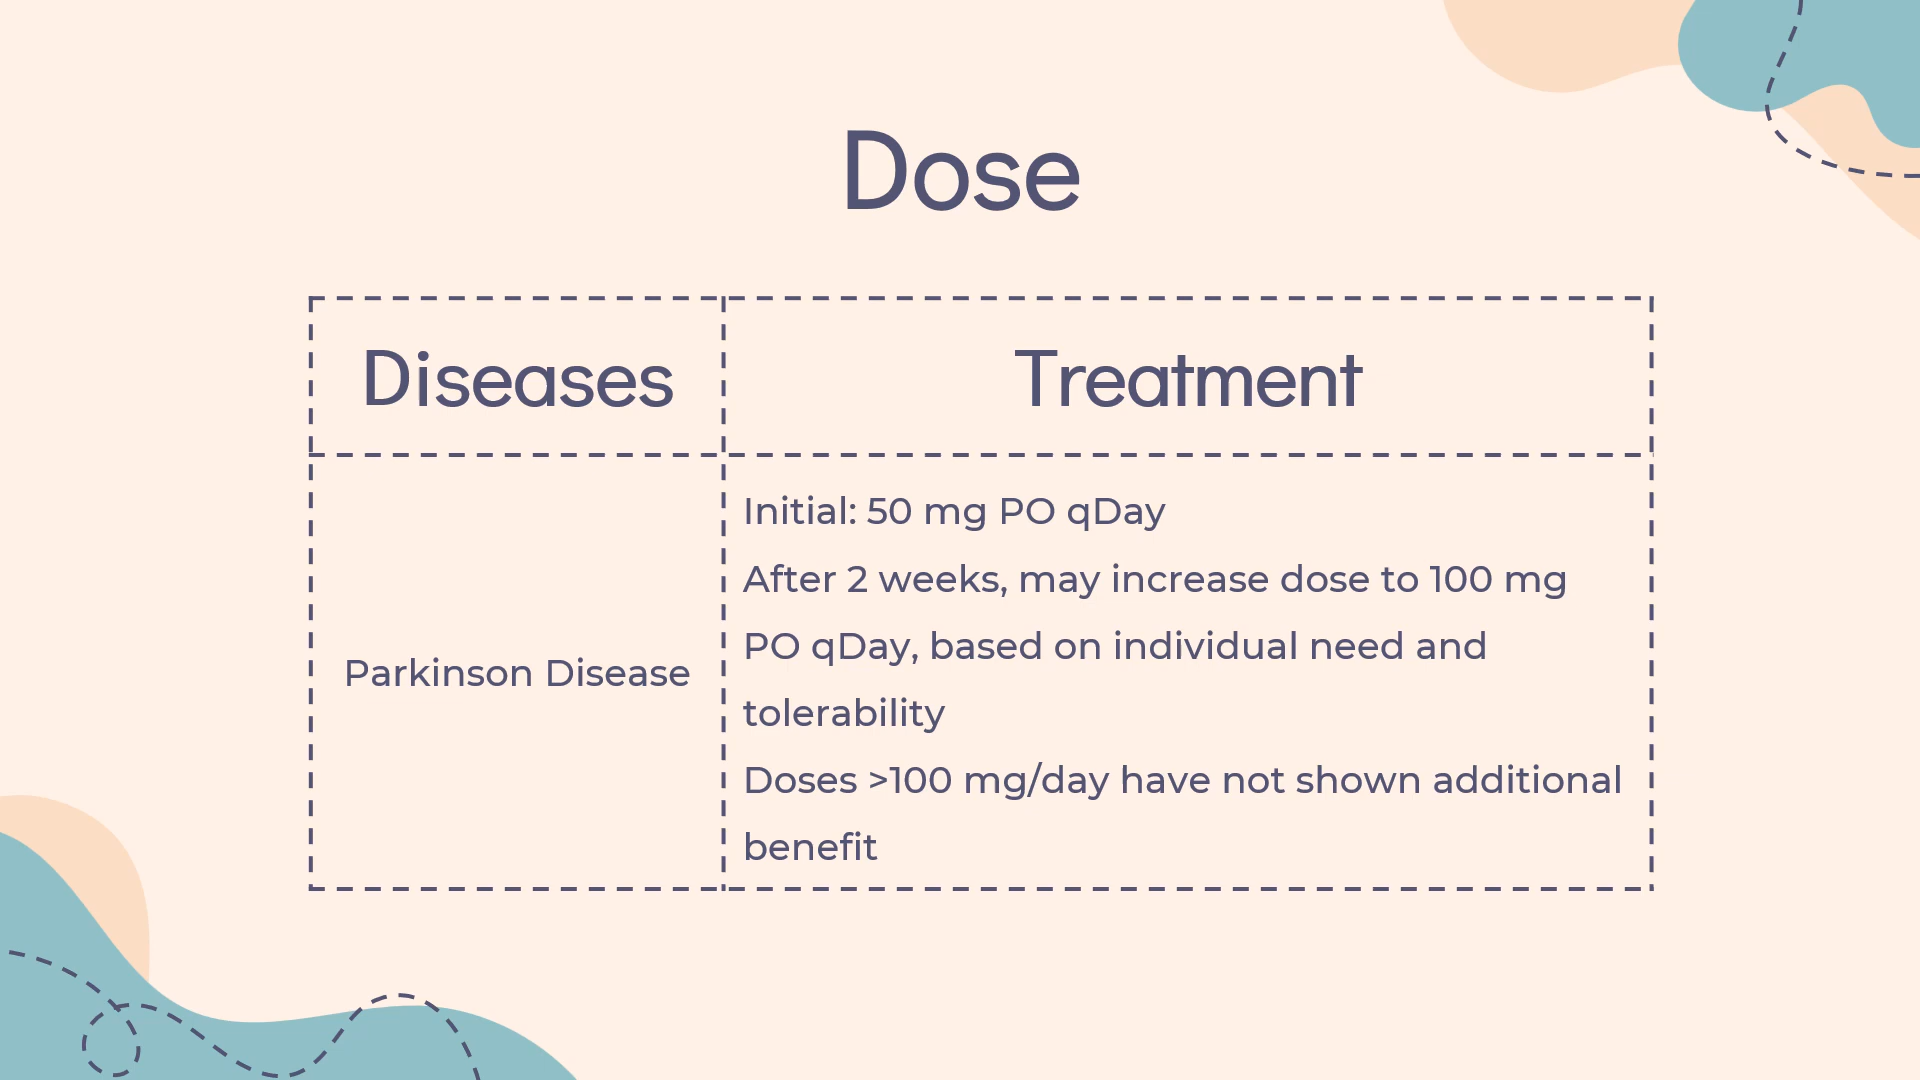 Dose
Diseases
Treatment
Parkinson Disease
Initial: 50 mg PO qDay
After 2 weeks, may increase dose to 100 mg
PO qDay, based on individual need and
tolerability
Doses >100 mg/day have not shown additional
benefit